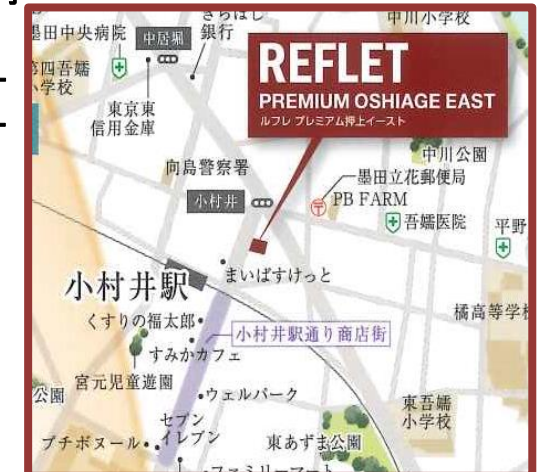 きらぼし
銀行
中川小学校
墨田中央病院
中居堀
第四吾嬬
小学校
REFLET
PREMIUM OSHIAGE EAST
ルフレ プレミアム押上イースト
東京東
信用金庫
中川公園
向島警察署
墨田立花郵便局
PB FARM
小村井
吾嬬医院
平野
まいばすけっと
小村井駅
くすりの福太郎
橘高等学校
小村井駅通り商店街
すみかカフェ
宮元児童遊園
公園
ウェルパーク
東吾嬬
小学校
セブン
イレブン
プチボヌール
東あずま公園
ファミリーマート